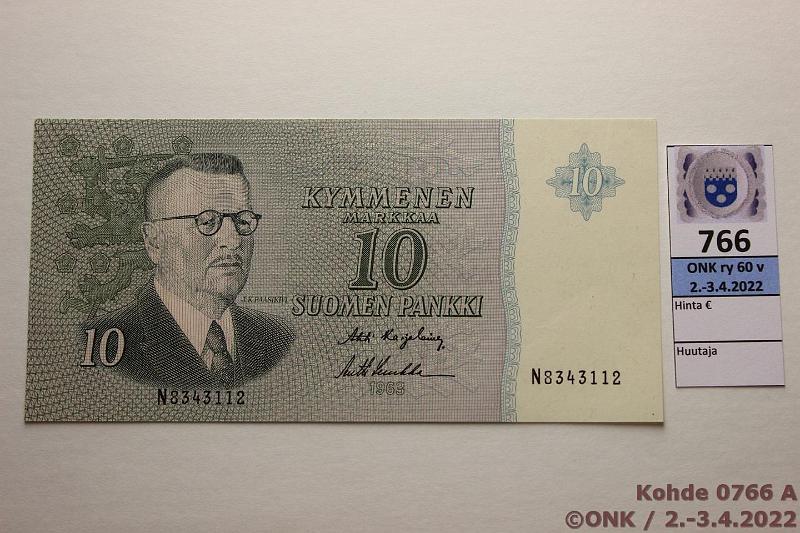 KYMMENEN
MARKKAA
10
10
J.K.PAASIKIVI
SUOMEN PANKKI
10
1963
N8343112
N8343112
766
ONK ry 60 v
2.-3.4.2022
Hinta €
Huutaja
Kohde 0766 A
©ONK / 2.-3.4.2022